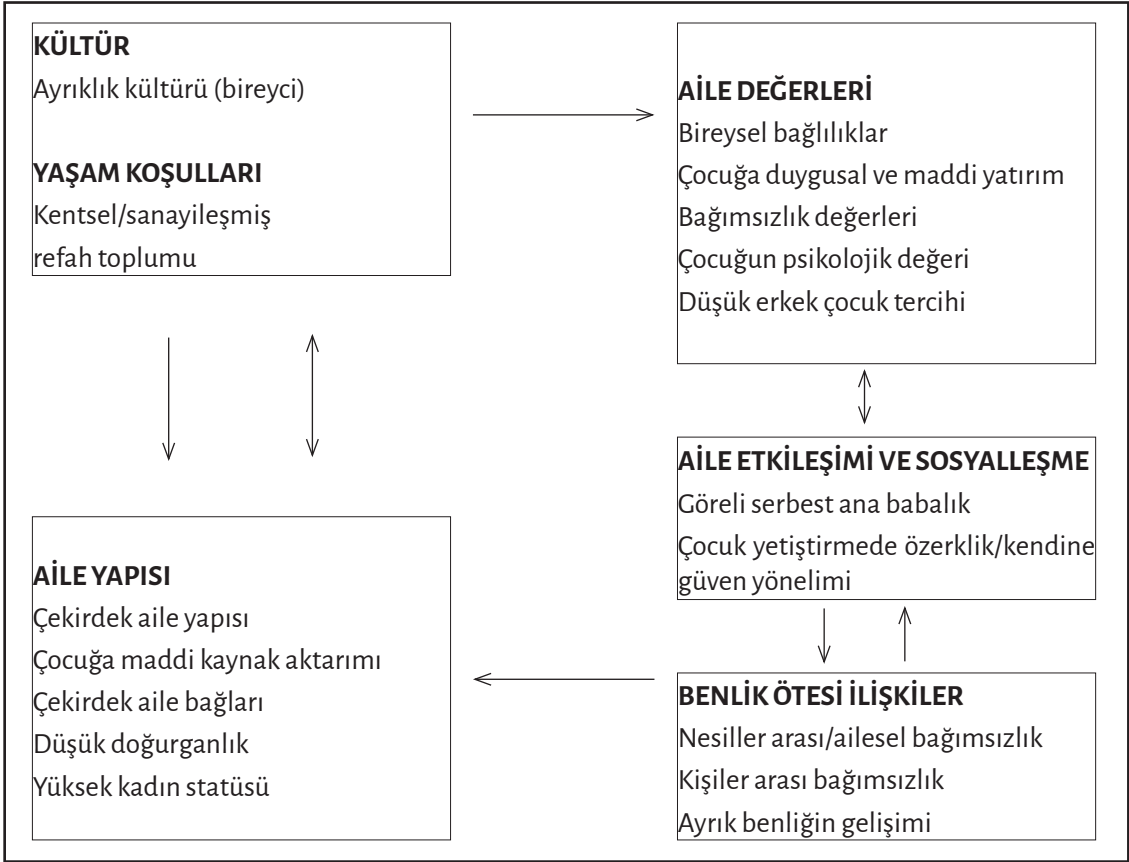 KÜLTÜR
Ayrıklık kültürü (bireyci)
YAŞAM KOŞULLARI
Kentsel/sanayileşmiş
refah toplumu
AİLE DEĞERLERİ
Bireysel bağlılıklar
Çocuğa duygusal ve maddi yatırım
Bağımsızlık değerleri
Çocuğun psikolojik değeri
Düşük erkek çocuk tercihi
AİLE ETKİLEŞİMİ VE SOSYALLEŞME
Göreli serbest ana babalık
Çocuk yetiştirmede özerklik/kendine
güven yönelimi
AİLE YAPISI
Çekirdek aile yapısı
Çocuğa maddi kaynak aktarımı
Çekirdek aile bağları
Düşük doğurganlık
Yüksek kadın statüsü
BENLİK ÖTESİ İLİŞKİLER
Nesiller arası/ailesel bağımsızlık
Kişiler arası bağımsızlık
Ayrık benliğin gelişimi